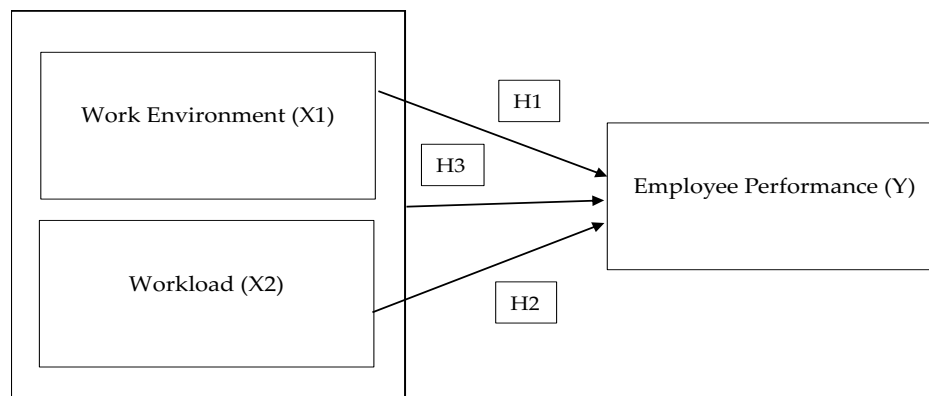 Work Environment (X1)
H1
H3
Employee Performance (Y)
Workload (X2)
H2